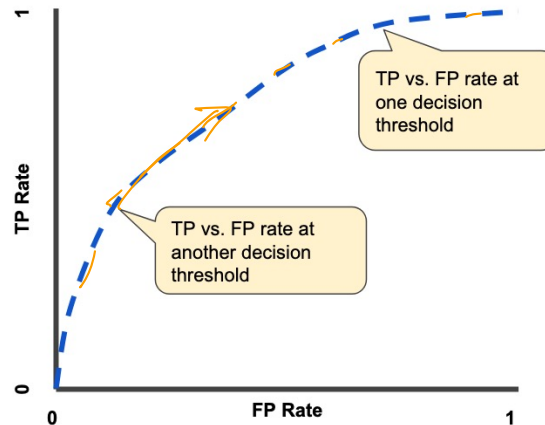 1
TP vs. FP rate at
one decision
threshold
TP Rate
TP vs. FP rate at
another decision
threshold
0
0
FP Rate
1